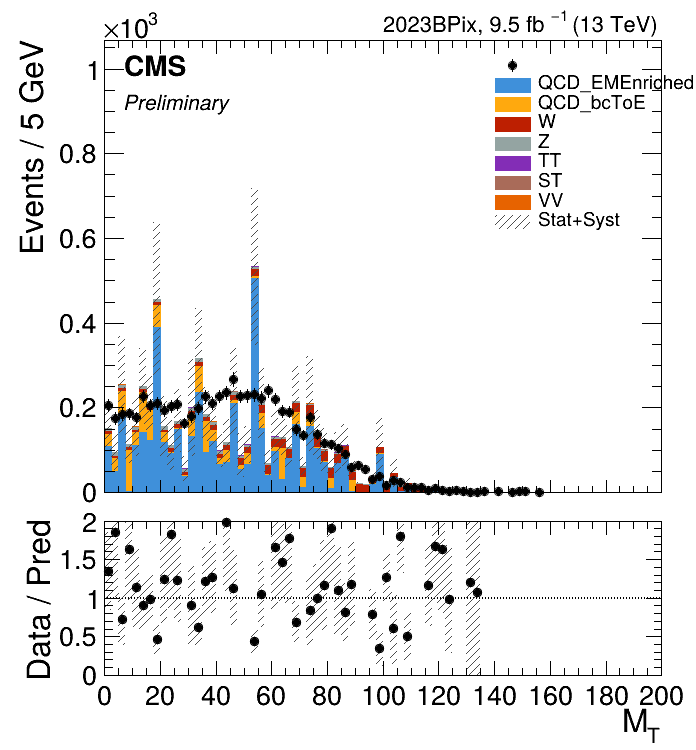 ×10³
2023BPix, 9.5 fb ⁻¹ (13 TeV)
Events / 5 GeV
CMS
Preliminary
QCD_EMEnriched
QCD_bcToE
W
Z
TT
ST
VV
Stat+Syst
1
0.8
0.6
0.4
0.2
0
Data / Pred
2
1.5
1
0.5
0
0 20 40 60 80 100 120 140 160 180 200
M_T